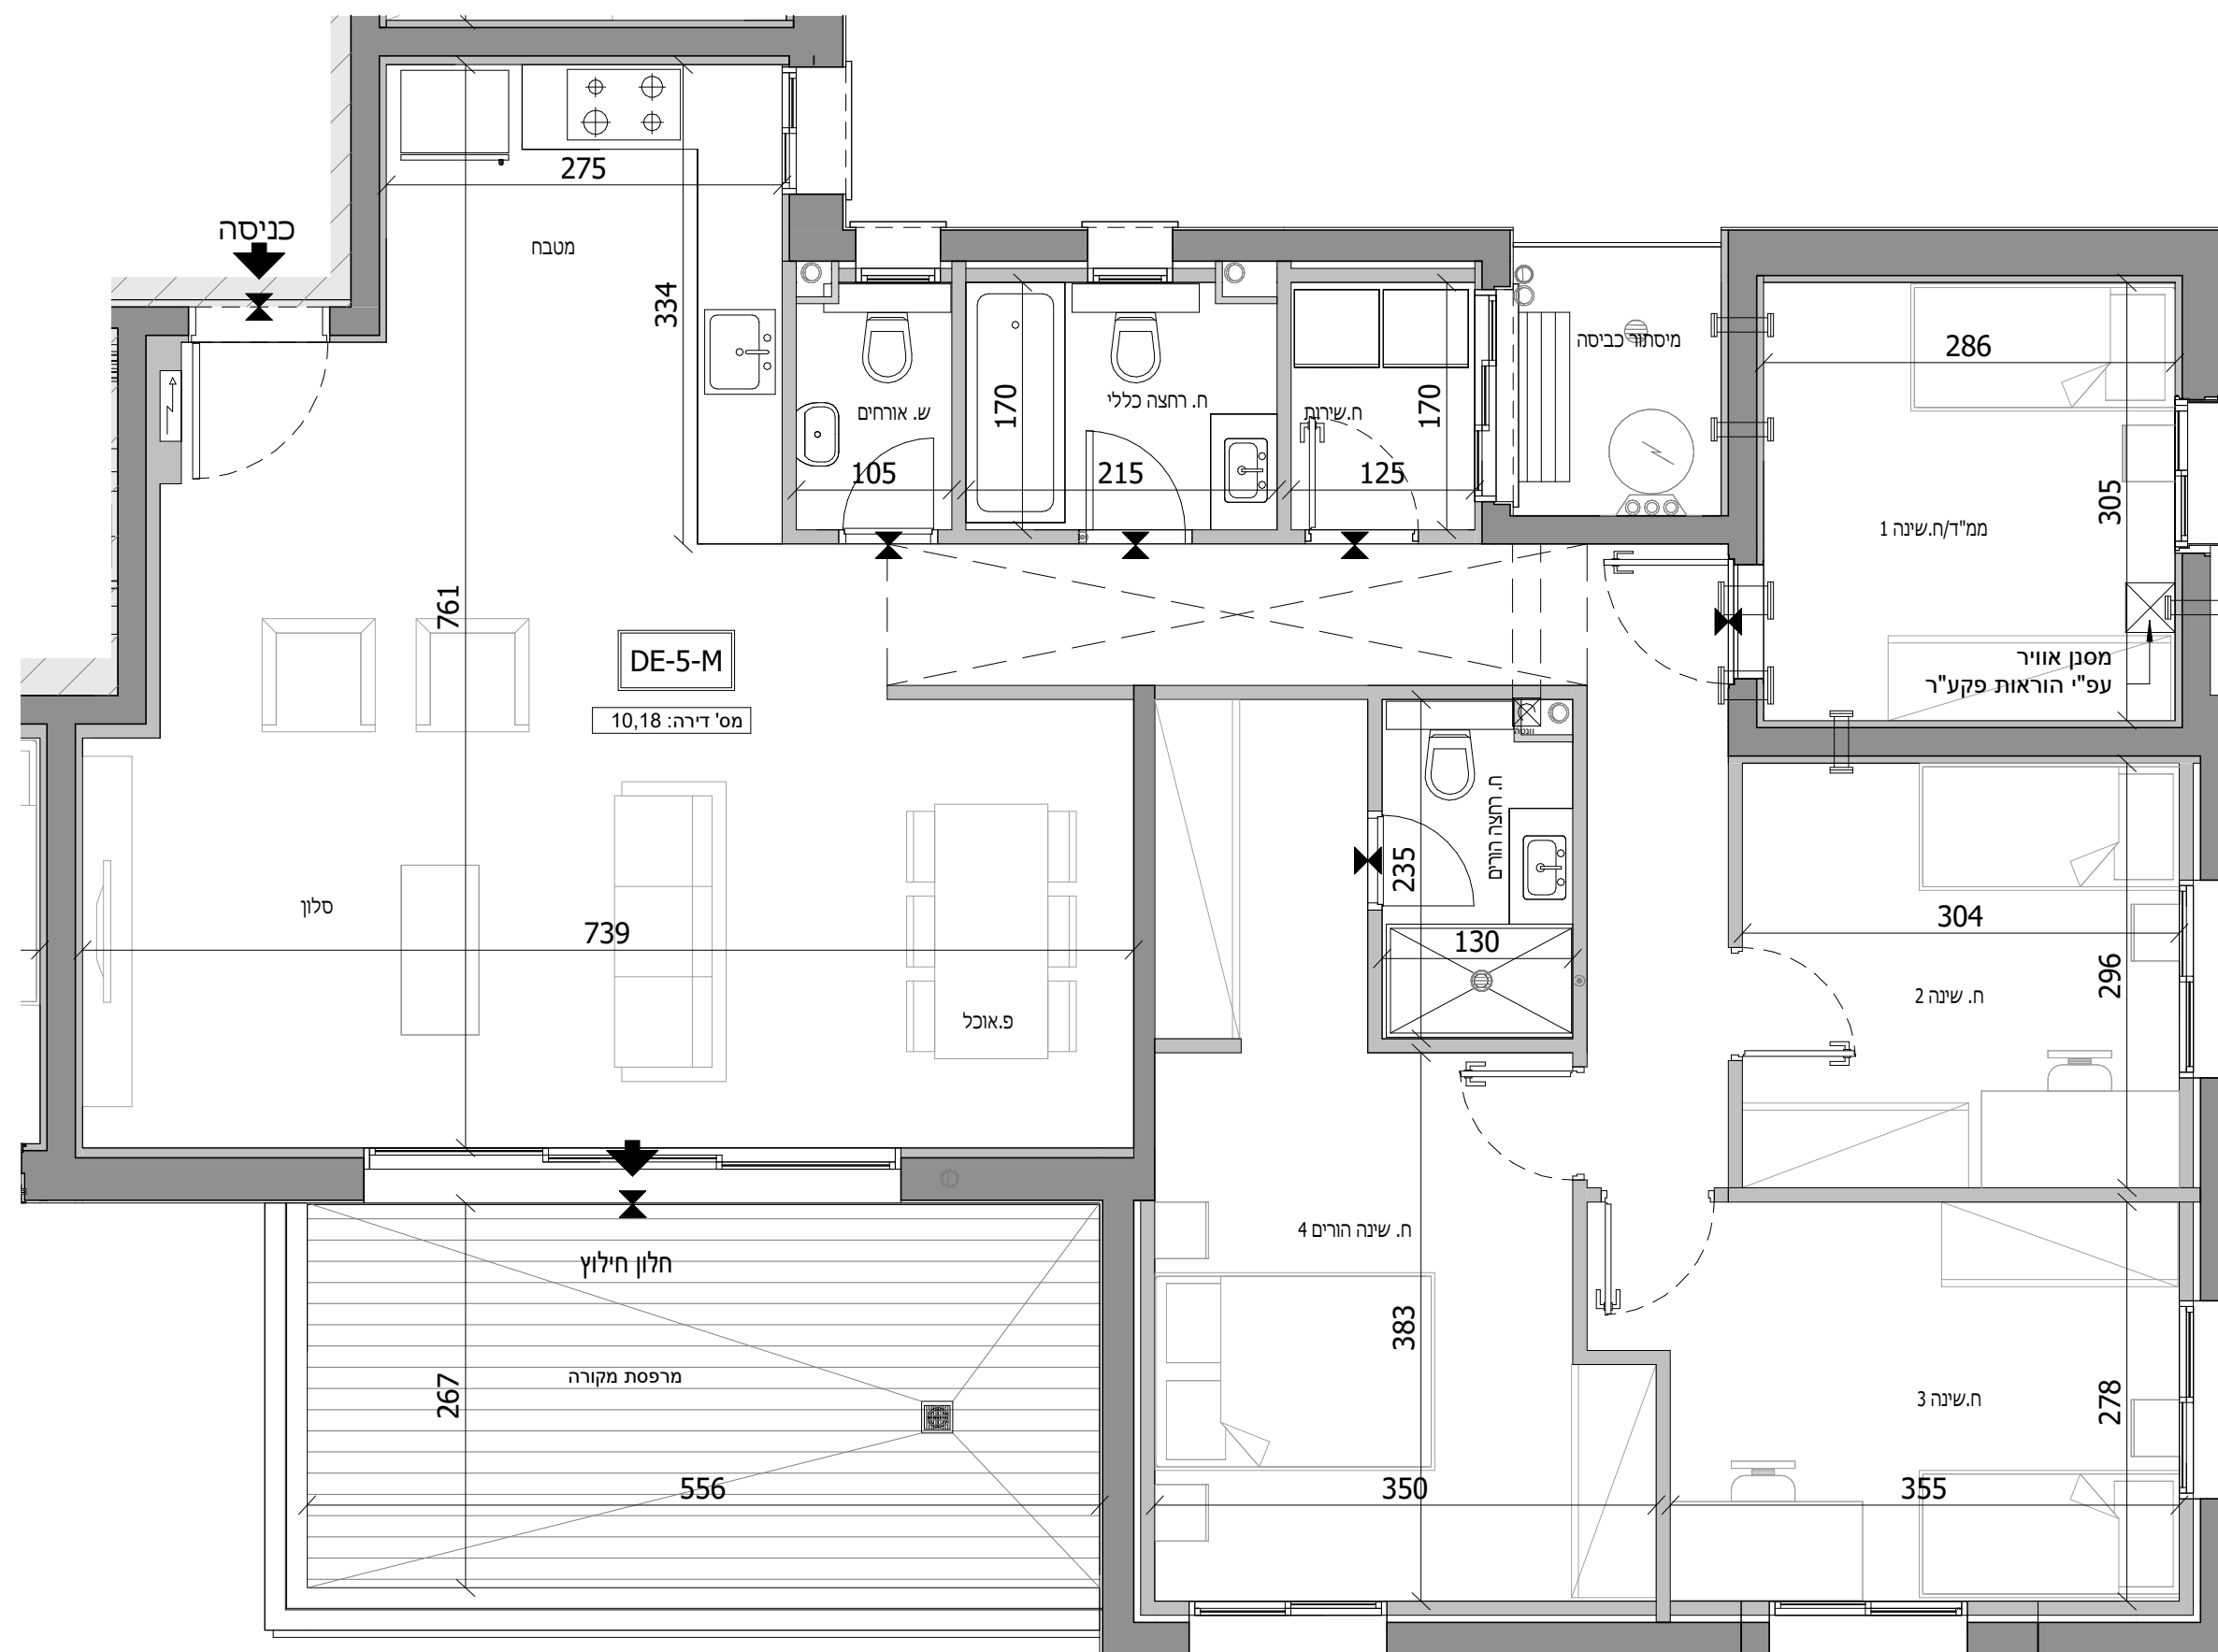 כניסה
275
מטבח
334
761
ש. אורחים
105
170
ח. רחצה כללי
215
ח.שירות
170
125
מיסתור כביסה
286
305
ממ"ד/ח.שינה 1
מסנן אוויר
עפ"י הוראות פקע"ר
DE-5-M
מס' דירה: 10,18
סלון
739
פ.אוכל
וונטה
ח. רחצה הורים
235
130
304
296
ח. שינה 2
ח. שינה הורים 4
383
350
ח.שינה 3
278
355
חלון חילוץ
מרפסת מקורה
267
556